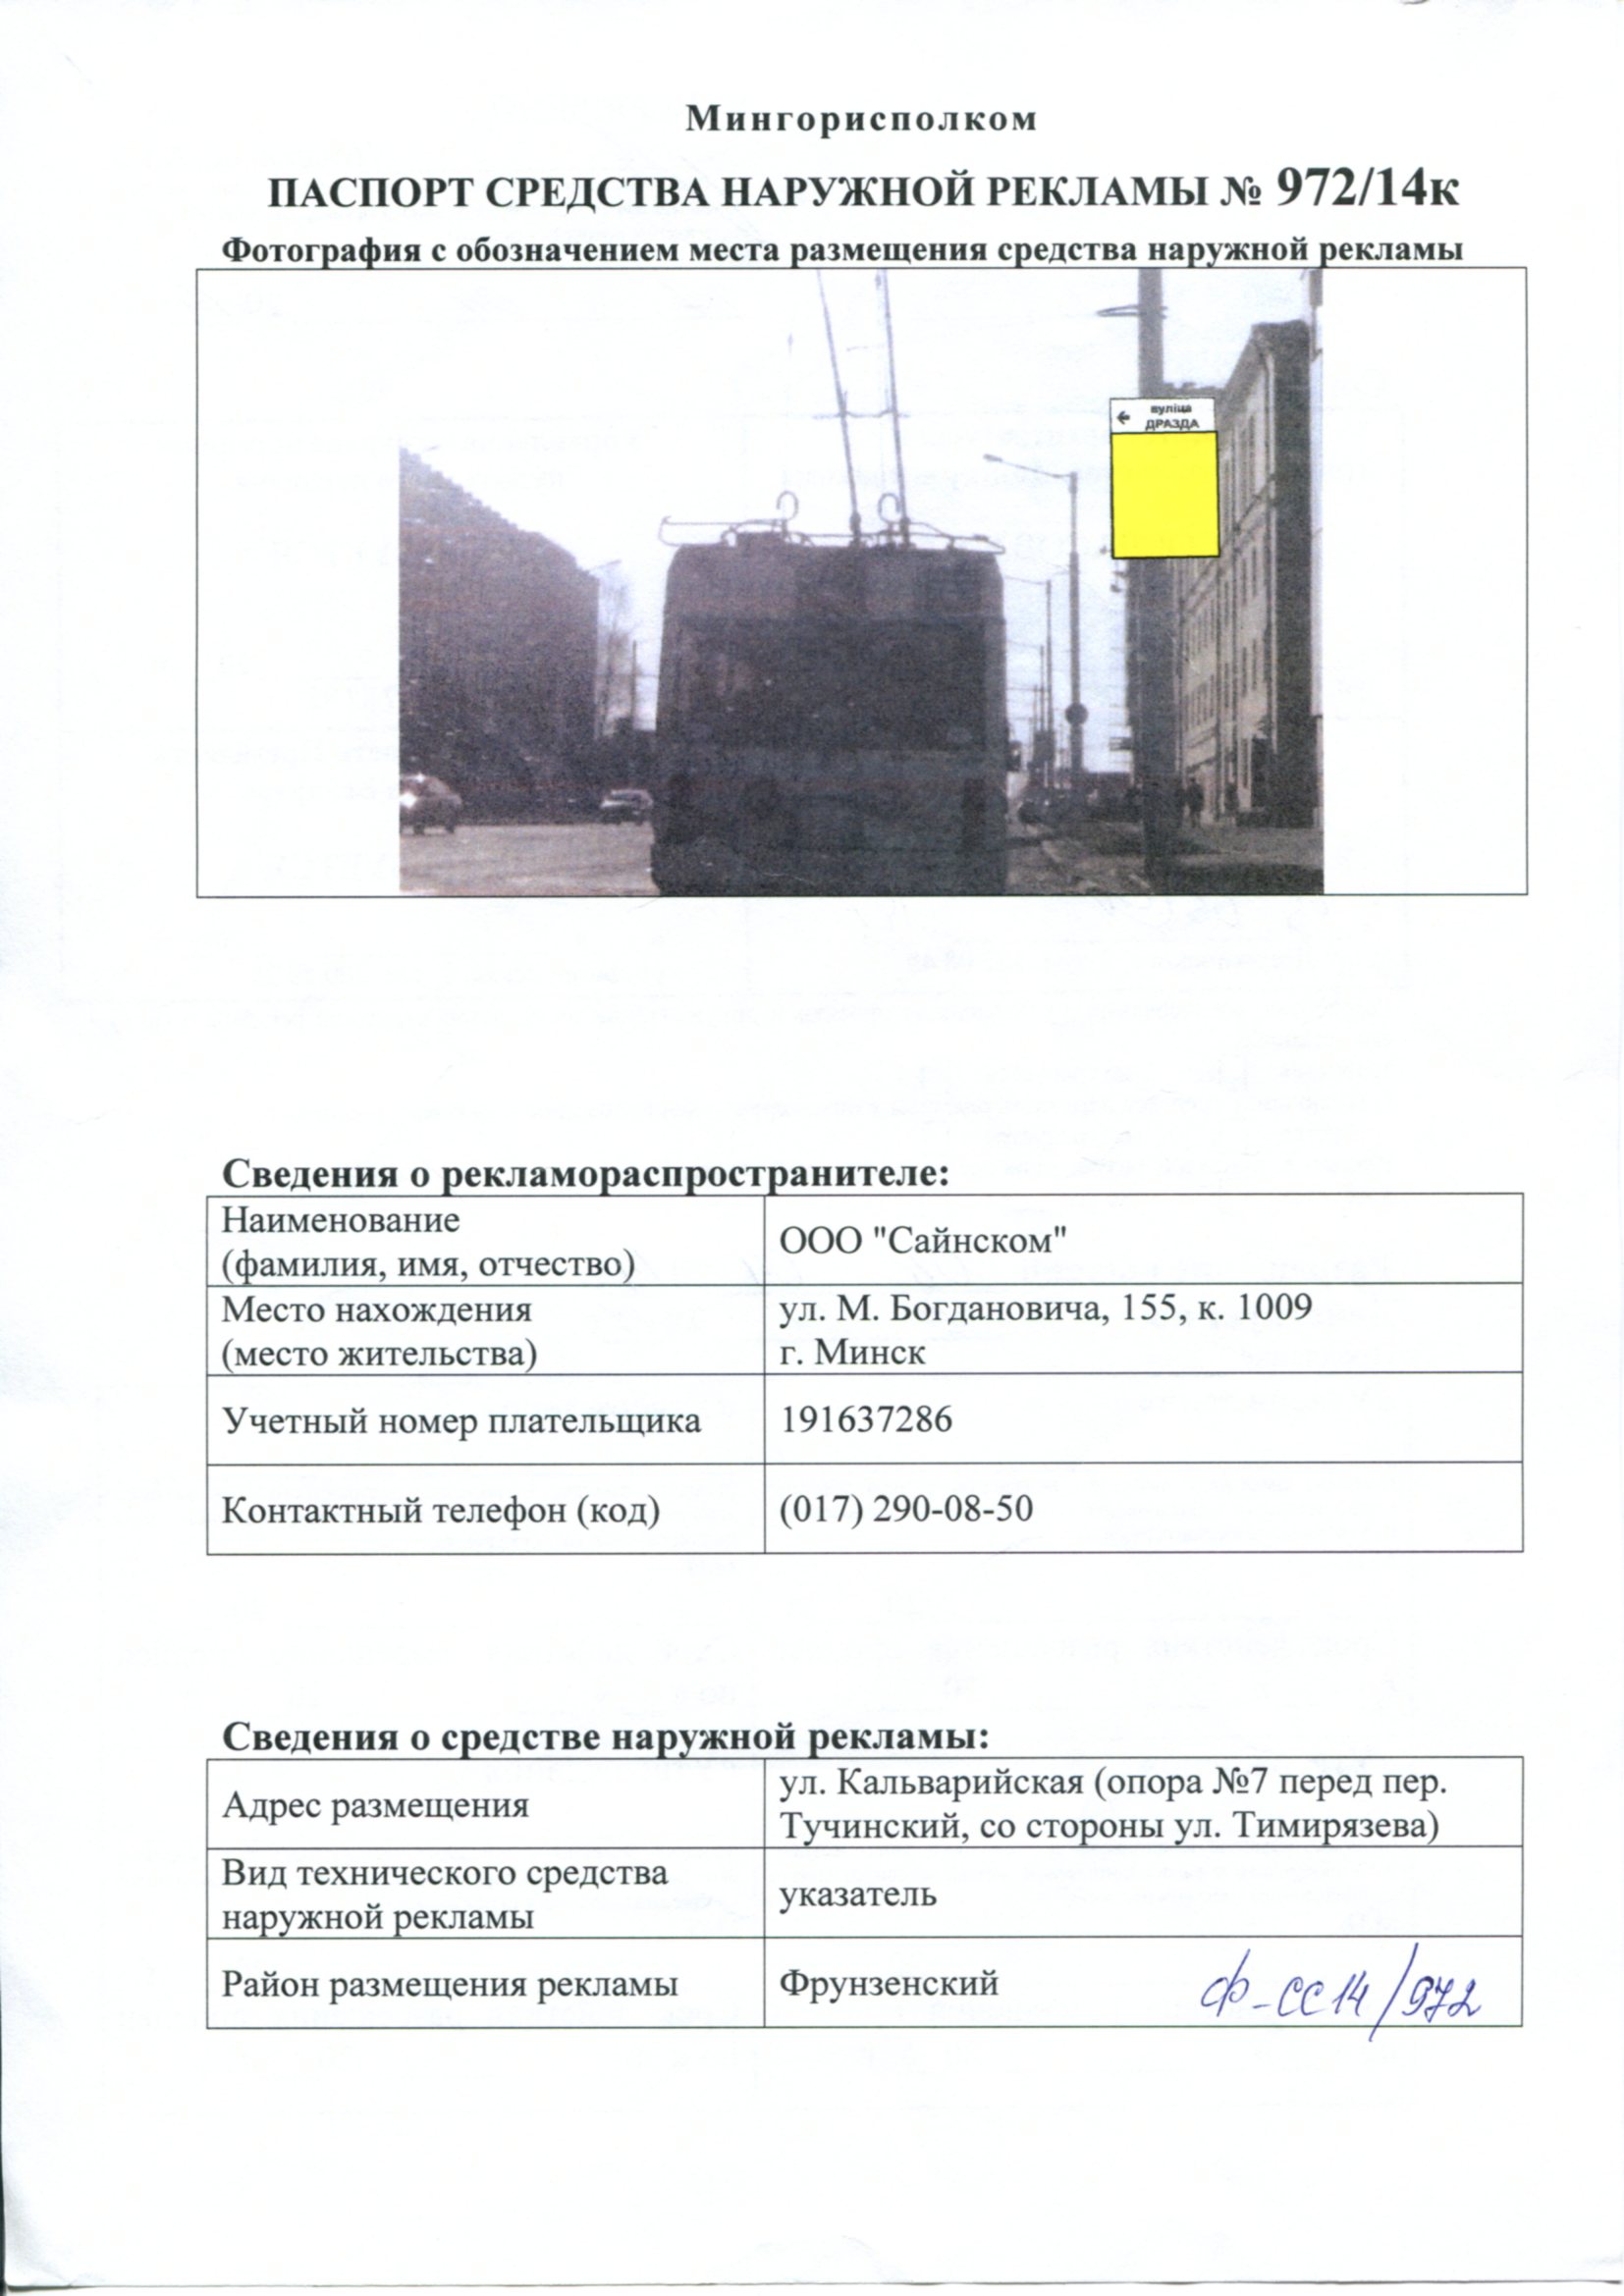 Мингорисполком
ПАСПОРТ СРЕДСТВА НАРУЖНОЙ РЕКЛАМЫ № 972/14к
Фотография с обозначением места размещения средства наружной рекламы
← вуліца
ДРАЗДА
Сведения о рекламораспространителе:
Наименование
(фамилия, имя, отчество)
ООО "Сайнском"
Место нахождения
(место жительства)
ул. М. Богдановича, 155, к. 1009
г. Минск
Учетный номер плательщика
191637286
Контактный телефон (код)
(017) 290-08-50
Сведения о средстве наружной рекламы:
Адрес размещения
ул. Кальварийская (опора №7 перед пер.
Тучинский, со стороны ул. Тимирязева)
Вид технического средства
наружной рекламы
указатель
Район размещения рекламы
Фрунзенский
Ф-СС14/972